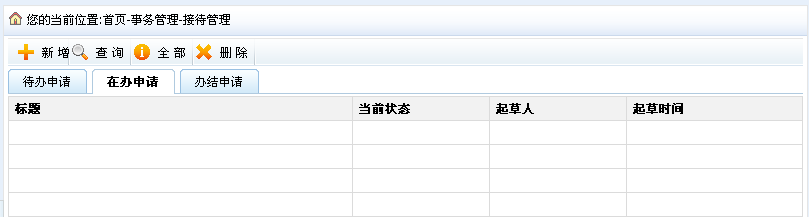 您的当前位置:首页-事务管理-接待管理
新 增 查 询 全 部 删 除
待办申请 在办申请 办结申请
标题 当前状态 起草人 起草时间